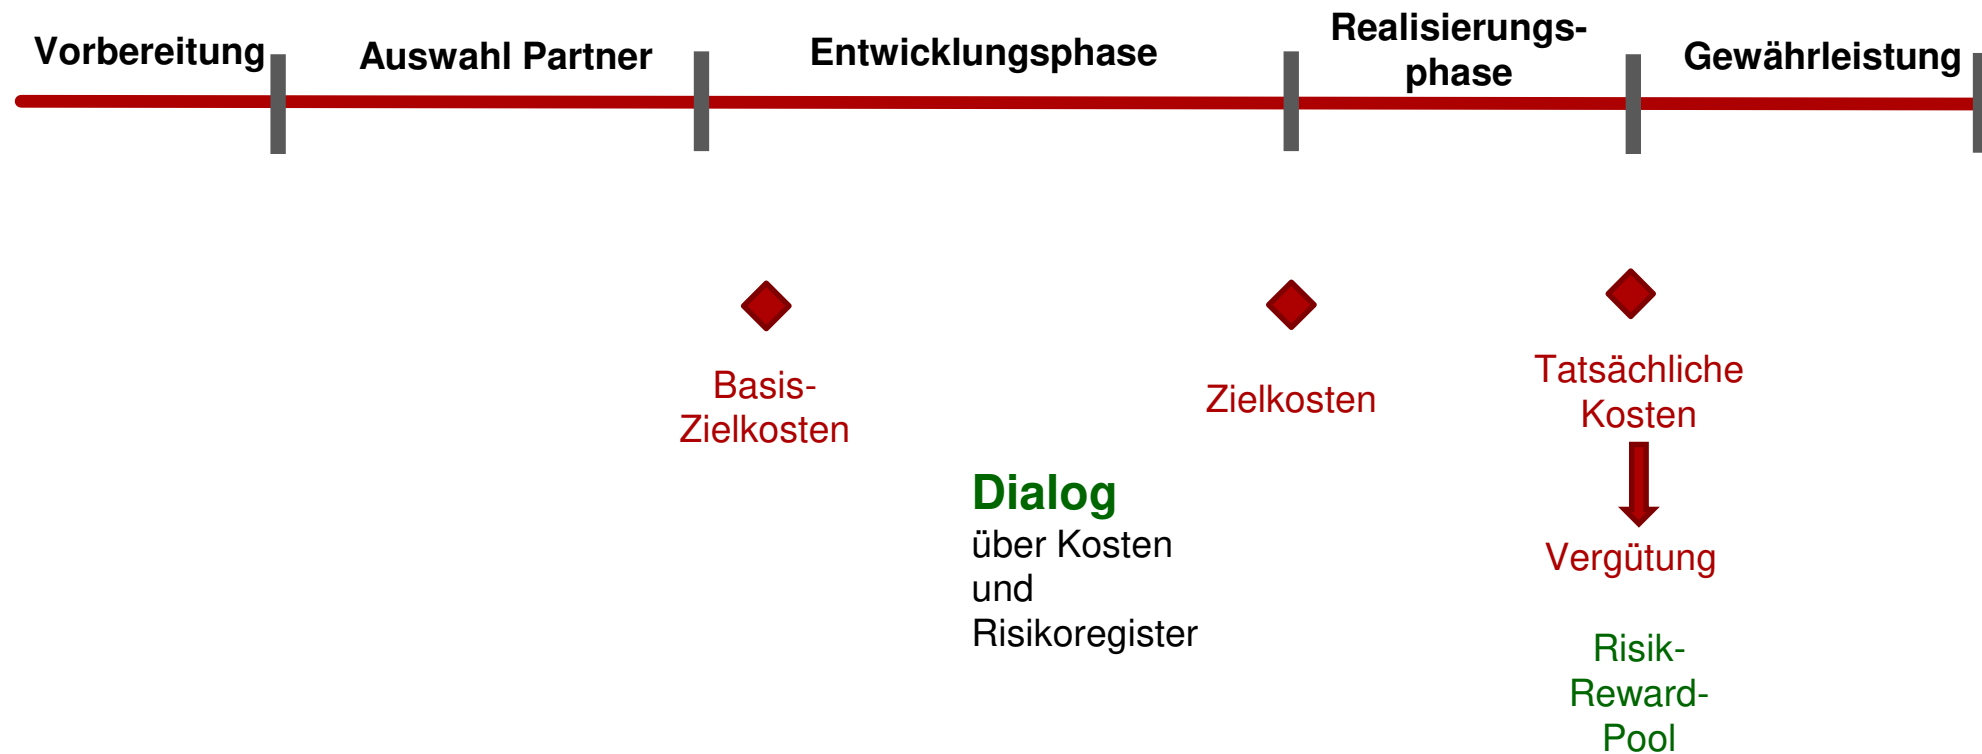 Vorbereitung
Auswahl Partner
Entwicklungsphase
Realisierungs-
phase
Gewährleistung
Basis-
Zielkosten
Zielkosten
Tatsächliche
Kosten
Dialog
über Kosten
und
Risikoregister
Vergütung
Risik-
Reward-
Pool